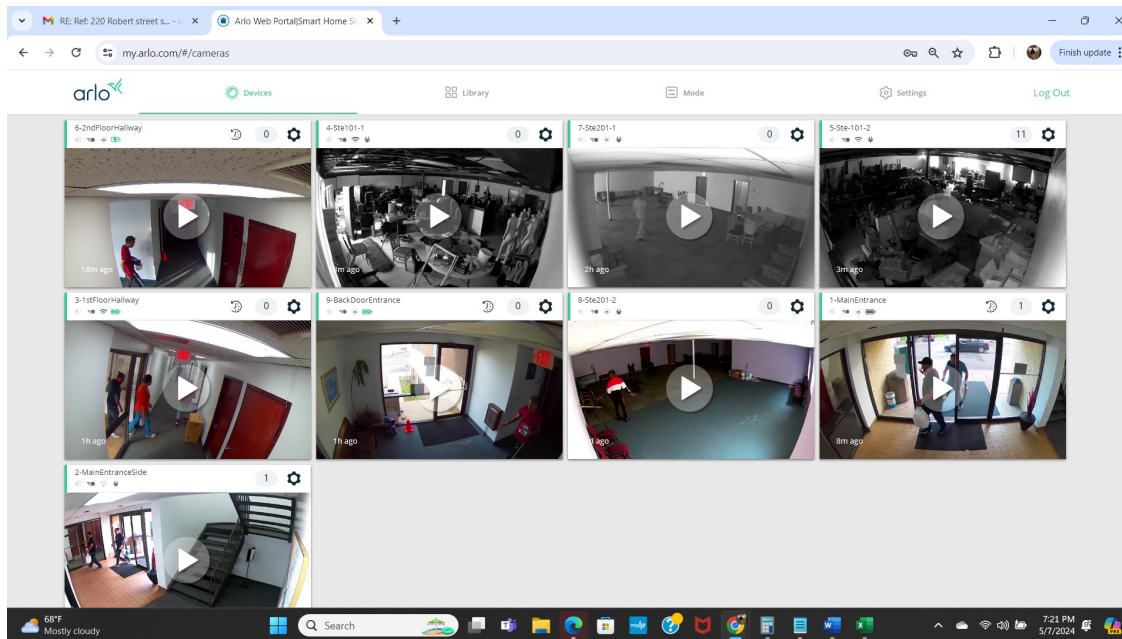 RE: Ref: 220 Robert street s... -
Arlo Web Portal|Smart Home Se
my.arlo.com/#/cameras
Finish update
arlo
Devices
Library
Mode
Settings
Log Out
6-2ndFloorHallway
0
4-Ste101-1
0
7-Ste201-1
0
5-Ste-101-2
11
18m ago
m ago
2h ago
3m ago
3-1stFloorHallway
0
9-BackDoorEntrance
0
8-Ste201-2
0
1-MainEntrance
1
EXIT
1h ago
1h ago
d ago
8m ago
2-MainEntranceSide
1
68°F
Mostly cloudy
Search
7:21 PM
5/7/2024